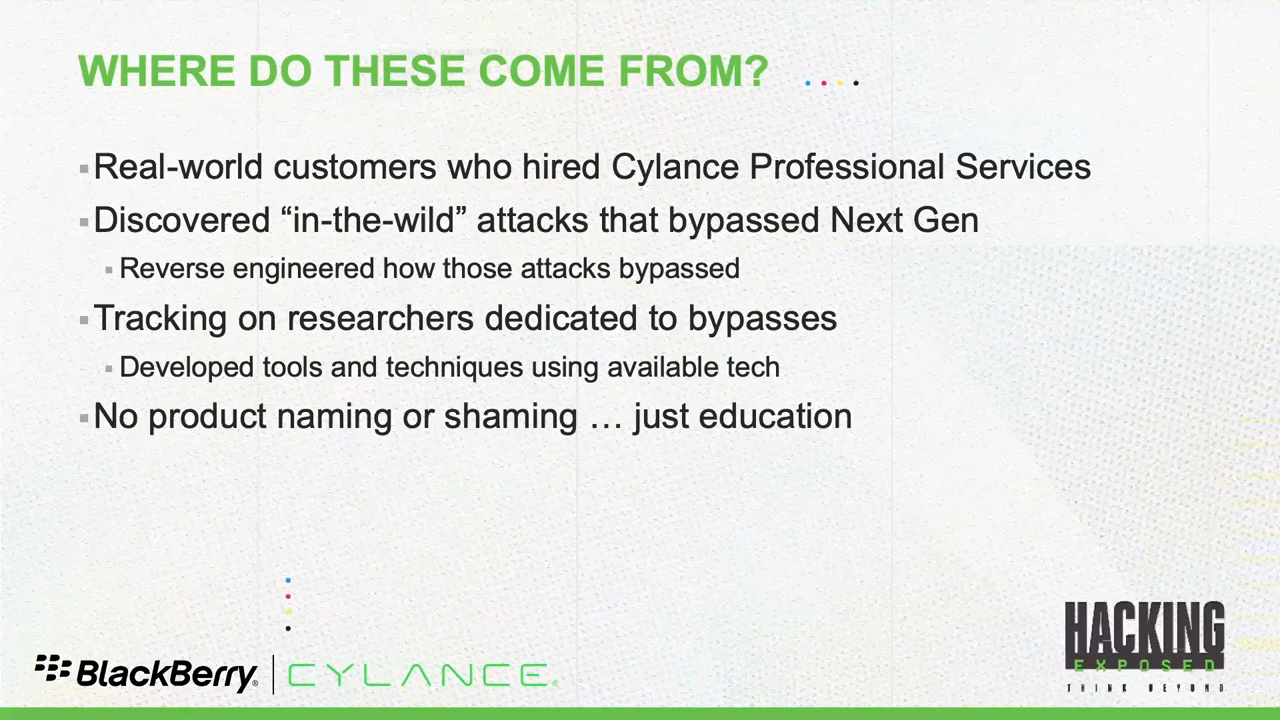 WHERE DO THESE COME FROM?
Real-world customers who hired Cylance Professional Services
Discovered “in-the-wild” attacks that bypassed Next Gen
Reverse engineered how those attacks bypassed
Tracking on researchers dedicated to bypasses
Developed tools and techniques using available tech
No product naming or shaming … just education
BlackBerry® CYLANCE®
HACKING
EXPOSED
THINK BEYOND